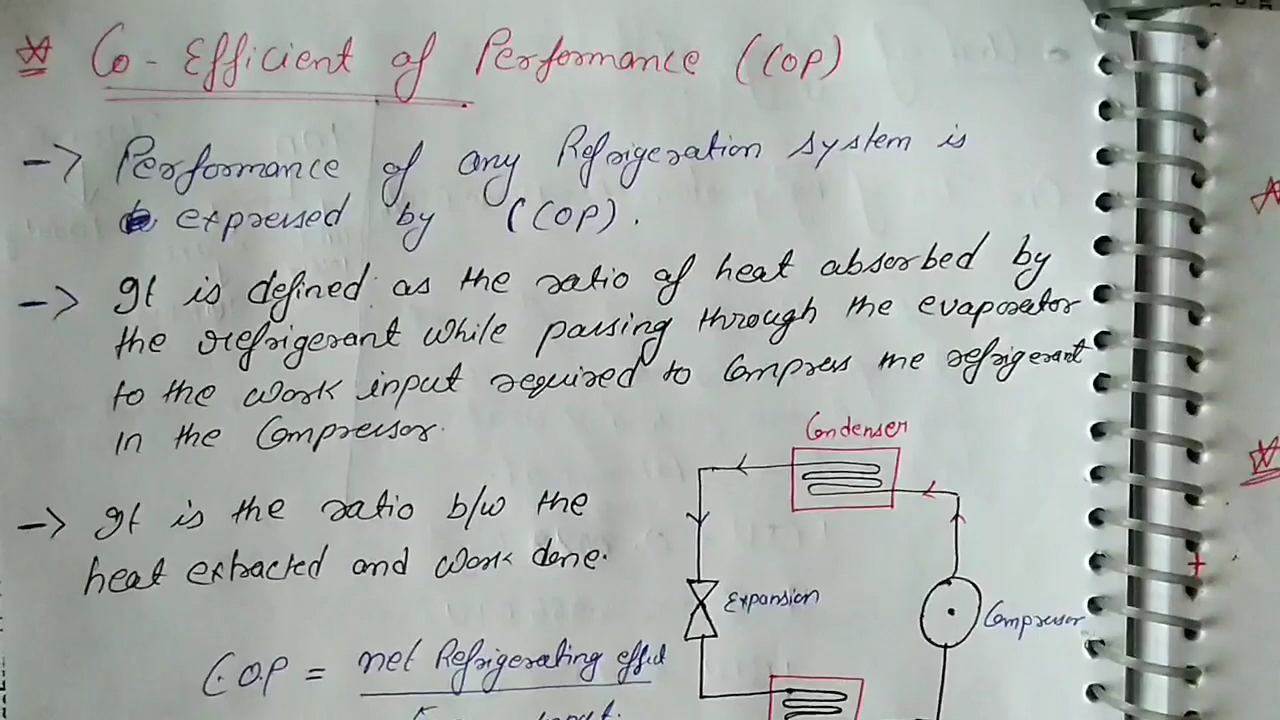 Co-Efficient of Performance (COP)
-> Performance of any Refrigeration system is
expressed by (COP).
-> It is defined as the ratio of heat absorbed by
the refrigerant while passing through the evaporator
to the work input required to Compress the refrigerant
in the Compressor.
-> It is the ratio b/w the
heat extracted and work done.
Condenser
Expansion
Compressor
C.O.P = net Refrigerating effect
input.